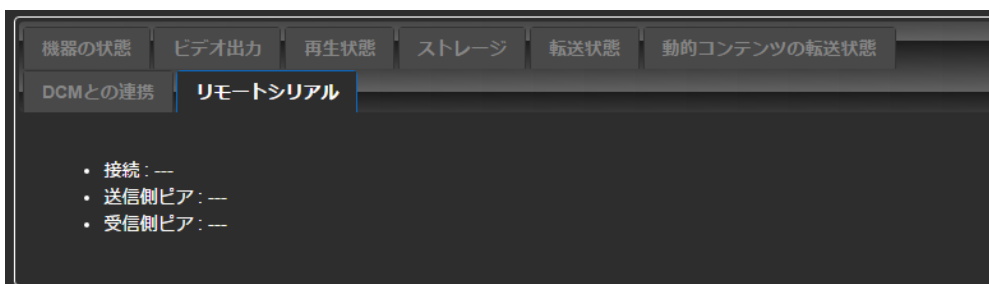 機器の状態 ビデオ出力 再生状態 ストレージ 転送状態 動的コンテンツの転送状態
DCMとの連携 リモートシリアル
• 接続 : ---
• 送信側ピア : ---
• 受信側ピア : ---